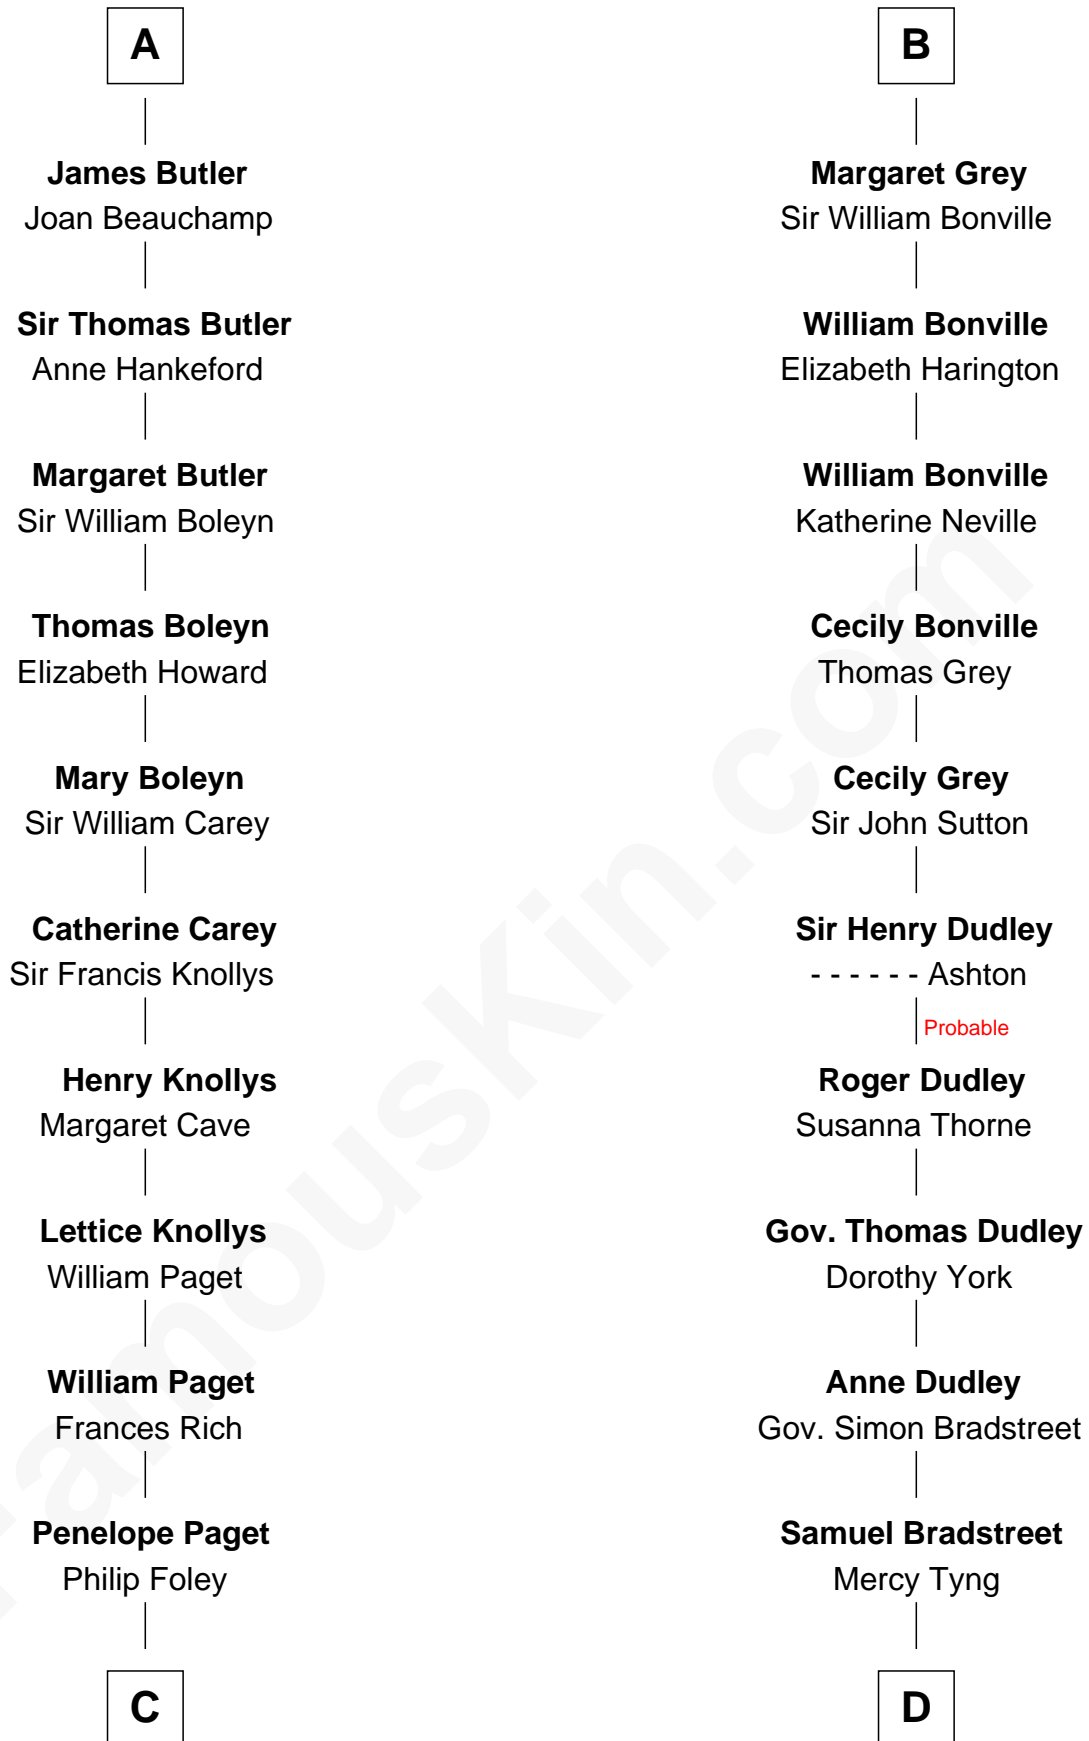 A
James Butler
Joan Beauchamp
Sir Thomas Butler
Anne Hankeford
Margaret Butler
Sir William Boleyn
Thomas Boleyn
Elizabeth Howard
Mary Boleyn
Sir William Carey
Catherine Carey
Sir Francis Knollys
Henry Knollys
Margaret Cave
Lettice Knollys
William Paget
William Paget
Frances Rich
Penelope Paget
Philip Foley
C
B
Margaret Grey
Sir William Bonville
William Bonville
Elizabeth Harington
William Bonville
Katherine Neville
Cecily Bonville
Thomas Grey
Cecily Grey
Sir John Sutton
Sir Henry Dudley
- - - - - - Ashton
Probable
Roger Dudley
Susanna Thorne
Gov. Thomas Dudley
Dorothy York
Anne Dudley
Gov. Simon Bradstreet
Samuel Bradstreet
Mercy Tyng
D
FamousKin.com